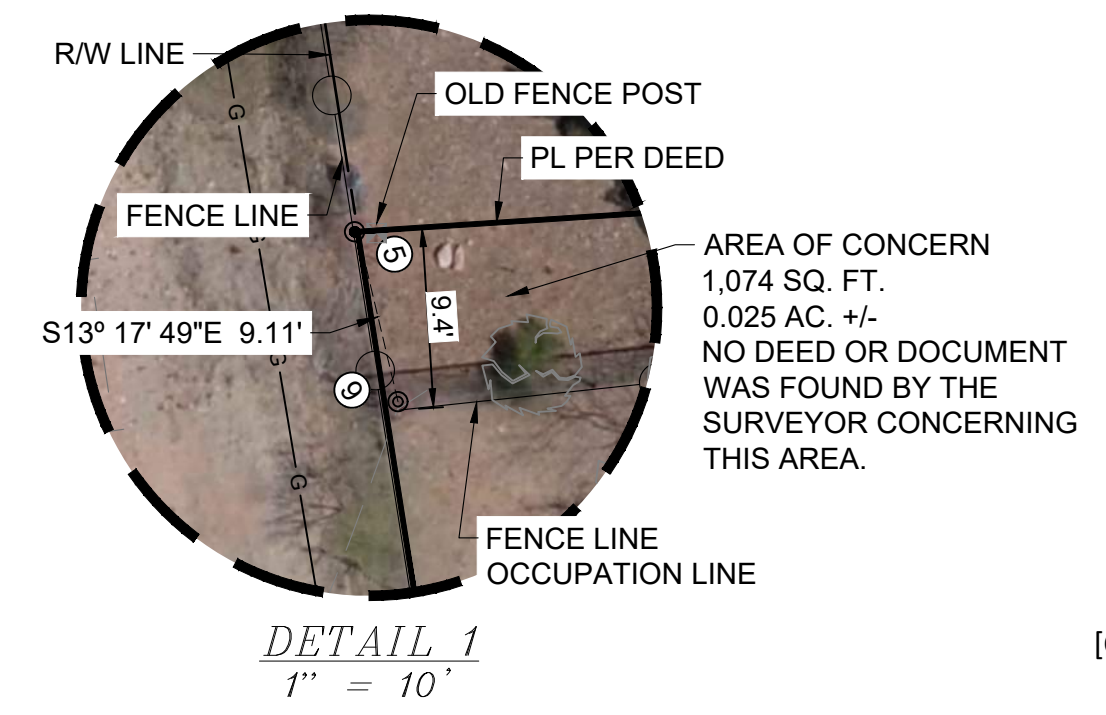 R/W LINE
OLD FENCE POST
PL PER DEED
G
FENCE LINE
G
5
AREA OF CONCERN
1,074 SQ. FT.
0.025 AC. +/-
NO DEED OR DOCUMENT
WAS FOUND BY THE
SURVEYOR CONCERNING
THIS AREA.
9.4'
S13° 17' 49"E 9.11'
G
9
G
FENCE LINE
OCCUPATION LINE
DETAIL 1
1" = 10'